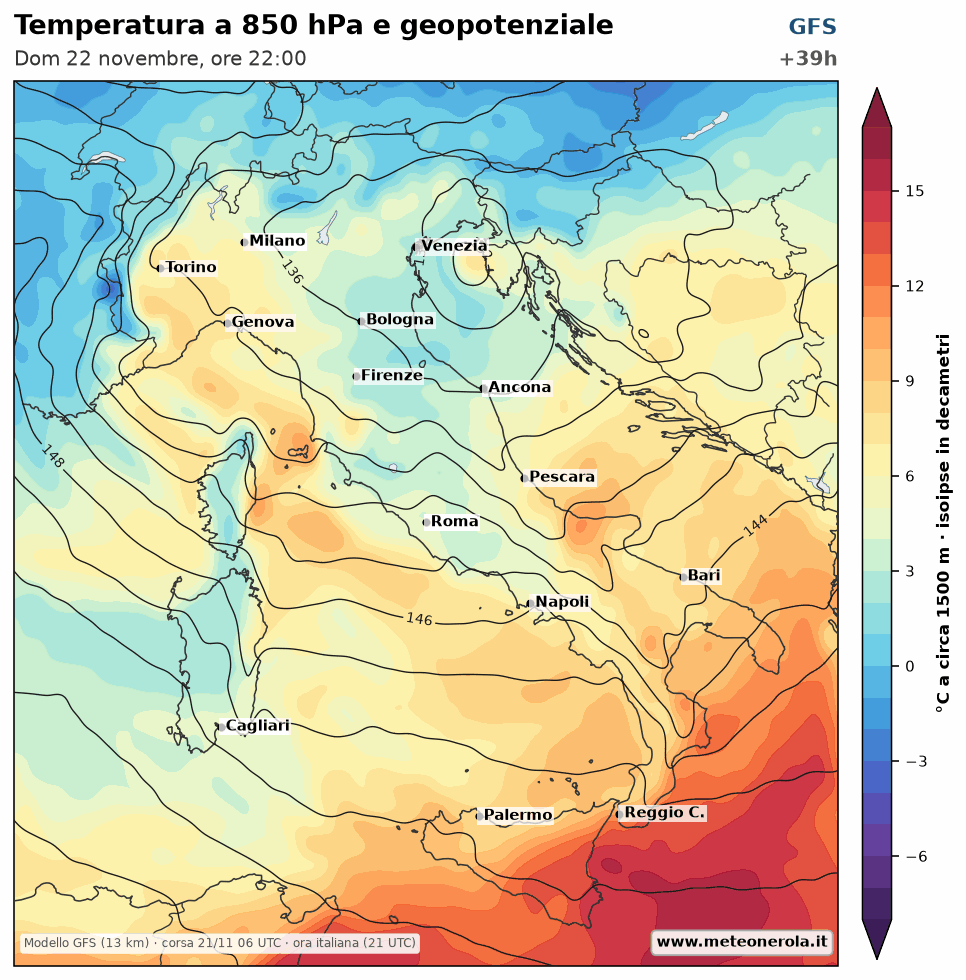 Temperatura a 850 hPa e geopotenziale
GFS
Dom 22 novembre, ore 22:00
+39h
Milano
Venezia
Torino
136
Genova
Bologna
Firenze
Ancona
148
Pescara
Roma
144
Bari
Napoli
146
Cagliari
Palermo
Reggio C.
15
12
9
6
3
0
−3
−6
°C a circa 1500 m · isoipse in decametri
Modello GFS (13 km) · corsa 21/11 06 UTC · ora italiana (21 UTC)
www.meteonerola.it